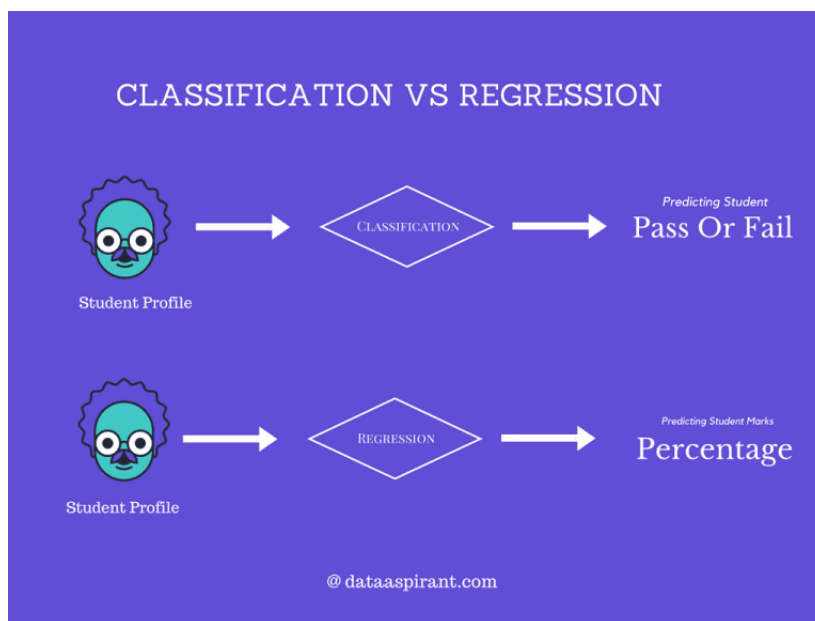 CLASSIFICATION VS REGRESSION
Student Profile
CLASSIFICATION
Predicting Student
Pass Or Fail
Student Profile
REGRESSION
Predicting Student Marks
Percentage
@ dataaspirant.com